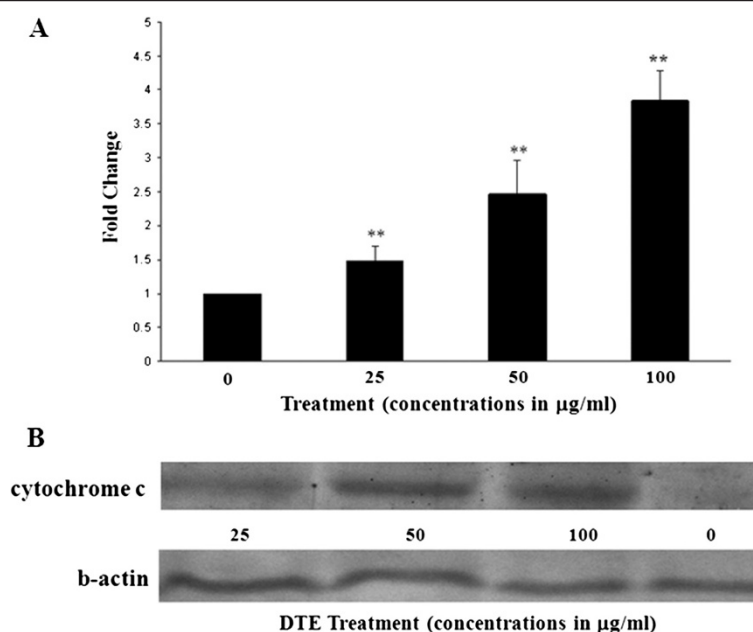 A
5
4.5
4
3.5
3
2.5
2
1.5
1
0.5
0
Fold Change
**
**
**
0 25 50 100
Treatment (concentrations in µg/ml)
B
cytochrome c
25 50 100 0
b-actin
DTE Treatment (concentrations in µg/ml)